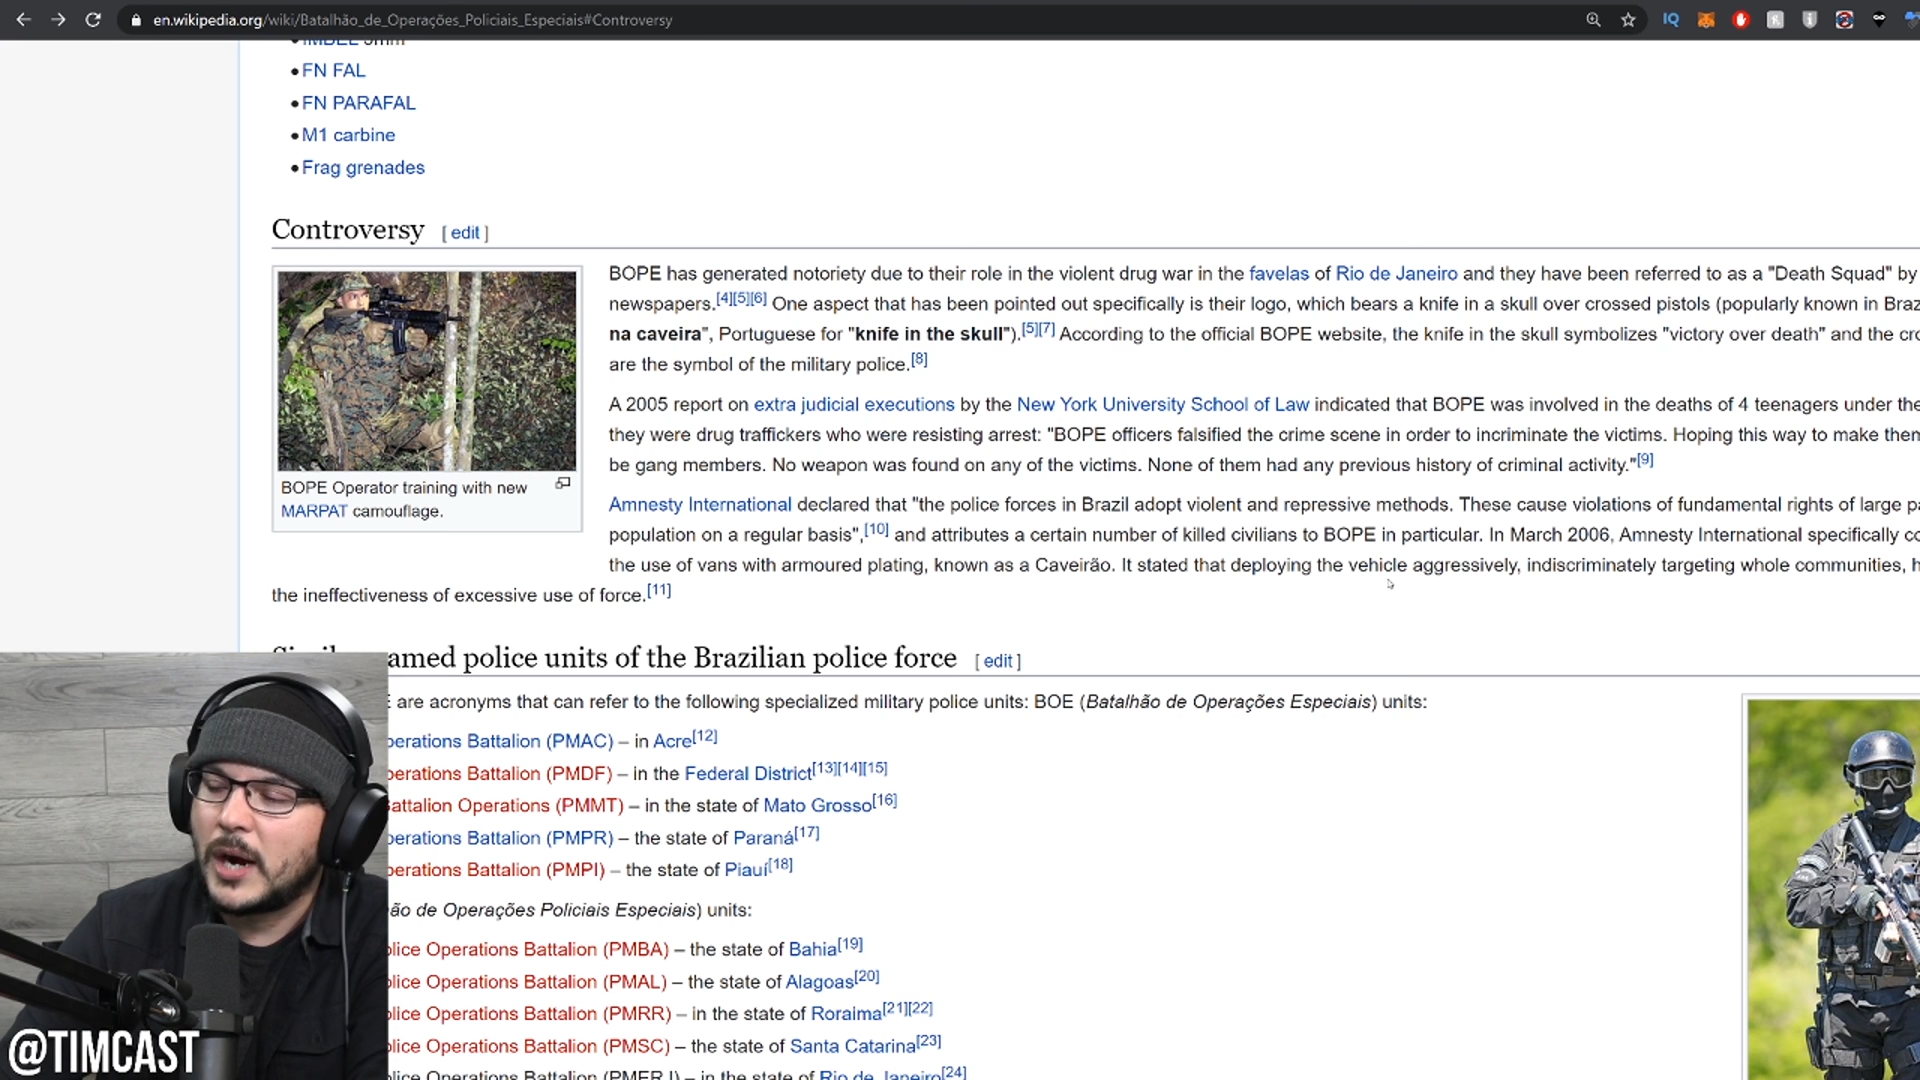 en.wikipedia.org/wiki/Batalhão_de_Operações_Policiais_Especiais#Controversy
IQ
IMBEL 9mm
FN FAL
FN PARAFAL
M1 carbine
Frag grenades
Controversy [ edit ]
BOPE has generated notoriety due to their role in the violent drug war in the favelas of Rio de Janeiro and they have been referred to as a "Death Squad" by
newspapers.[4][5][6] One aspect that has been pointed out specifically is their logo, which bears a knife in a skull over crossed pistols (popularly known in Braz
na caveira", Portuguese for "knife in the skull").[5][7] According to the official BOPE website, the knife in the skull symbolizes "victory over death" and the cro
are the symbol of the military police.[8]
A 2005 report on extra judicial executions by the New York University School of Law indicated that BOPE was involved in the deaths of 4 teenagers under the
they were drug traffickers who were resisting arrest: "BOPE officers falsified the crime scene in order to incriminate the victims. Hoping this way to make them
be gang members. No weapon was found on any of the victims. None of them had any previous history of criminal activity."[9]
Amnesty International declared that "the police forces in Brazil adopt violent and repressive methods. These cause violations of fundamental rights of large pa
population on a regular basis",[10] and attributes a certain number of killed civilians to BOPE in particular. In March 2006, Amnesty International specifically co
the use of vans with armoured plating, known as a Caveirão. It stated that deploying the vehicle aggressively, indiscriminately targeting whole communities, h
the ineffectiveness of excessive use of force.[11]
BOPE Operator training with new
MARPAT camouflage.
amed police units of the Brazilian police force [ edit ]
E are acronyms that can refer to the following specialized military police units: BOE (Batalhão de Operações Especiais) units:
perations Battalion (PMAC) – in Acre[12]
perations Battalion (PMDF) – in the Federal District[13][14][15]
Battalion Operations (PMMT) – in the state of Mato Grosso[16]
perations Battalion (PMPR) – the state of Paraná[17]
perations Battalion (PMPI) – the state of Piauí[18]
ão de Operações Policiais Especiais) units:
olice Operations Battalion (PMBA) – the state of Bahia[19]
olice Operations Battalion (PMAL) – the state of Alagoas[20]
olice Operations Battalion (PMRR) – in the state of Roraima[21][22]
olice Operations Battalion (PMSC) – the state of Santa Catarina[23]
olice Operations Battalion (PMERJ) – in the state of Rio de Janeiro[24]
@TIMCAST